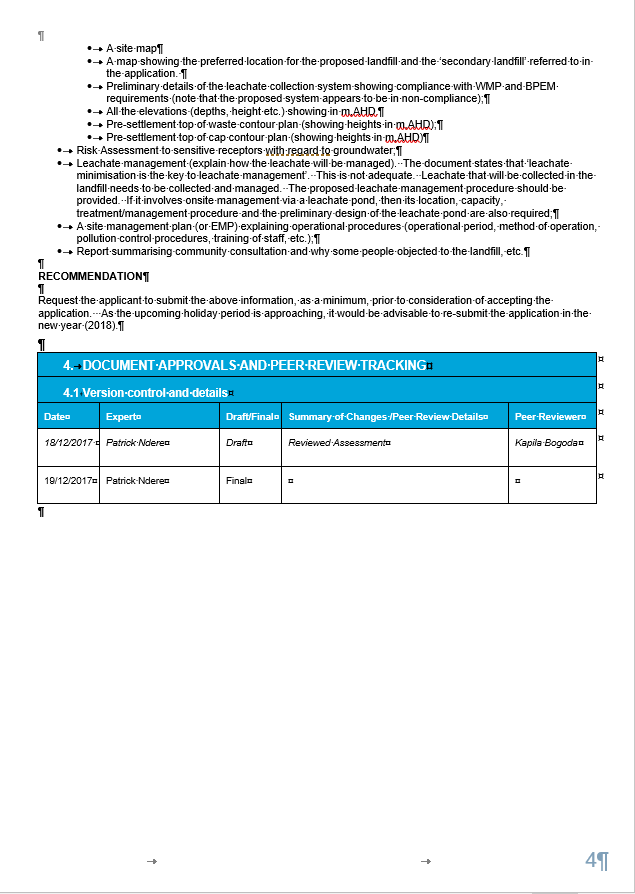 A site map
A map showing the preferred location for the proposed landfill and the ‘secondary landfill’ referred to in
the application.
Preliminary details of the leachate collection system showing compliance with WMP and BPEM
requirements (note that the proposed system appears to be in non-compliance);
All the elevations (depths, height etc.) showing in m AHD
Pre-settlement top of waste contour plan (showing heights in m AHD);
Pre-settlement top of cap contour plan (showing heights in m AHD)
Risk Assessment to sensitive receptors with regard to groundwater;
Leachate management (explain how the leachate will be managed). The document states that ‘leachate
minimisation is the key to leachate management’. This is not adequate. Leachate that will be collected in the
landfill needs to be collected and managed. The proposed leachate management procedure should be
provided. If it involves onsite management via a leachate pond, then its location, capacity,
treatment/management procedure and the preliminary design of the leachate pond are also required;
A site management plan (or EMP) explaining operational procedures (operational period, method of operation,
pollution control procedures, training of staff, etc.);
Report summarising community consultation and why some people objected to the landfill, etc.
RECOMMENDATION
Request the applicant to submit the above information, as a minimum, prior to consideration of accepting the
application. As the upcoming holiday period is approaching, it would be advisable to re-submit the application in the
new year (2018).
4. DOCUMENT APPROVALS AND PEER REVIEW TRACKING
4.1 Version control and details
Date Expert Draft/Final Summary of Changes /Peer Review Details Peer Reviewer
18/12/2017 Patrick Ndere Draft Reviewed Assessment Kapila Bogoda
19/12/2017 Patrick Ndere Final
4